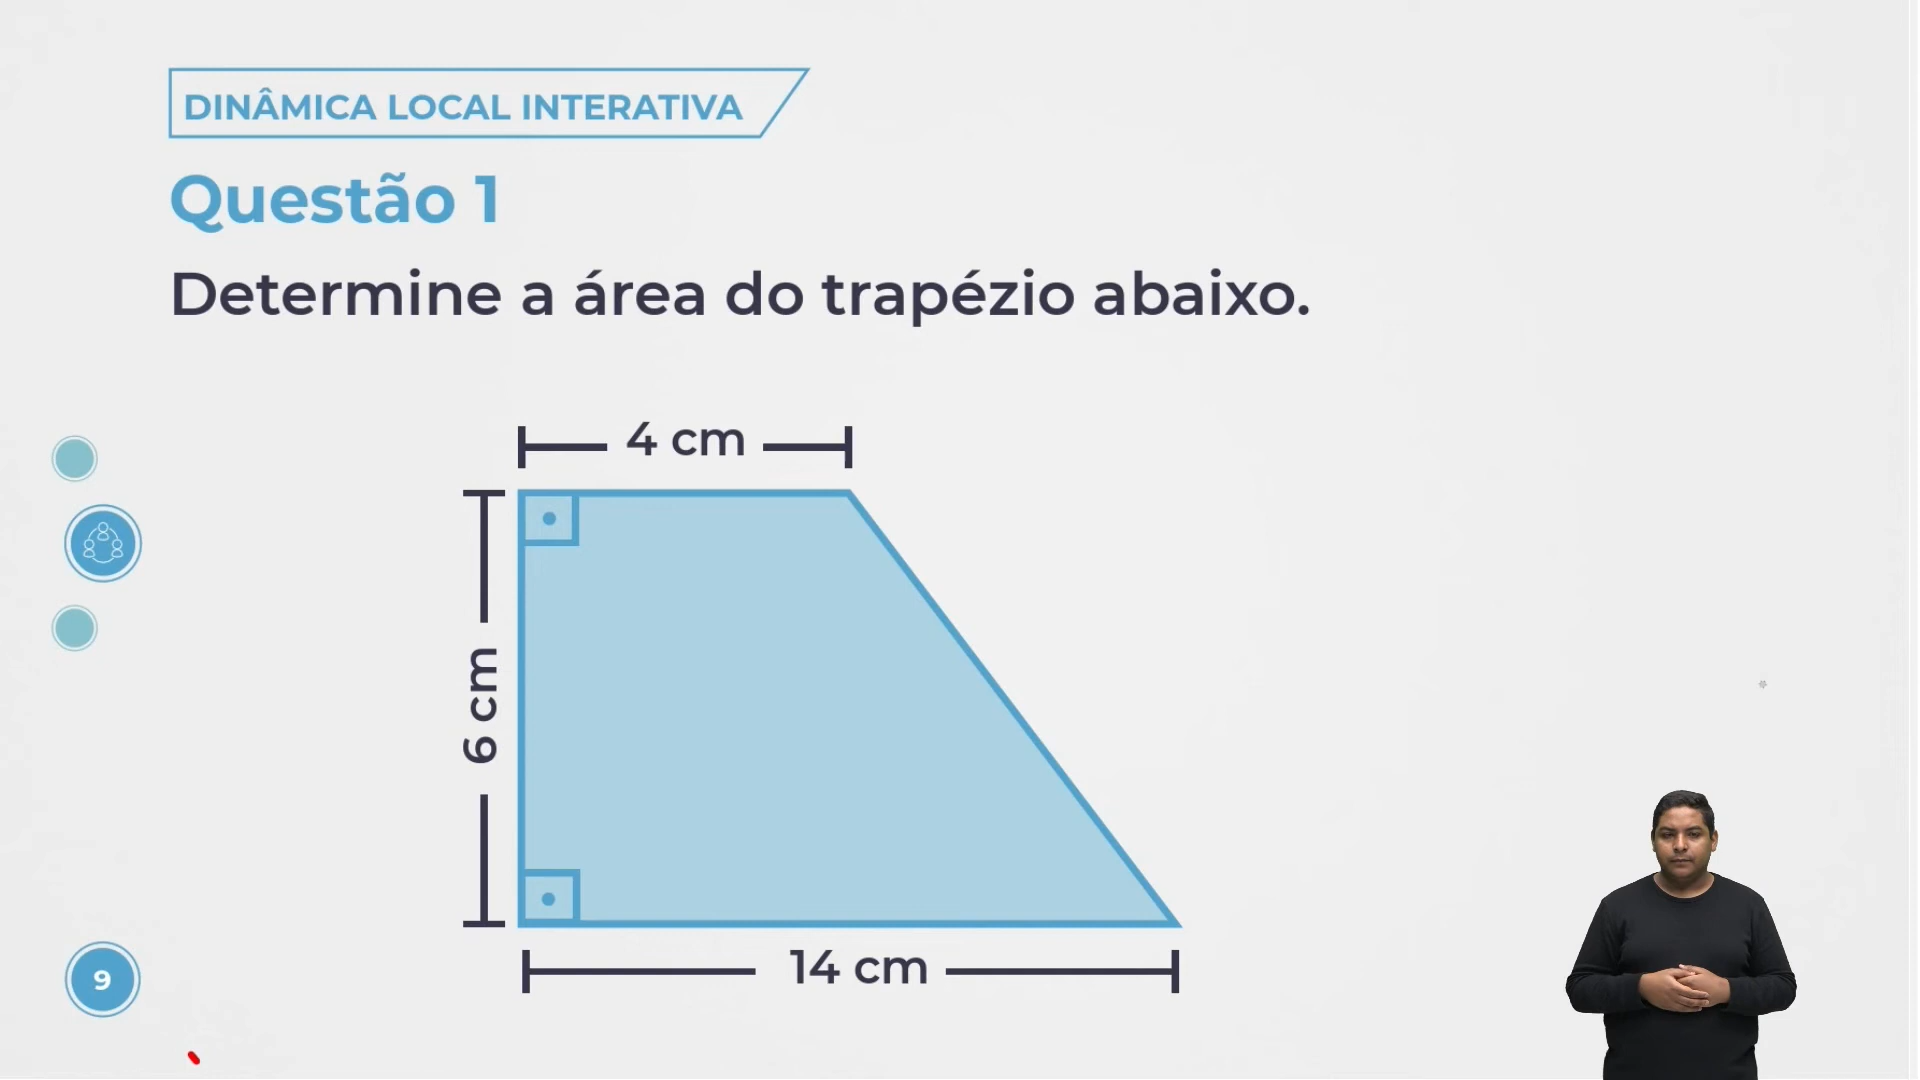 DINÂMICA LOCAL INTERATIVA
Questão 1
Determine a área do trapézio abaixo.
4 cm
6 cm
14 cm
9